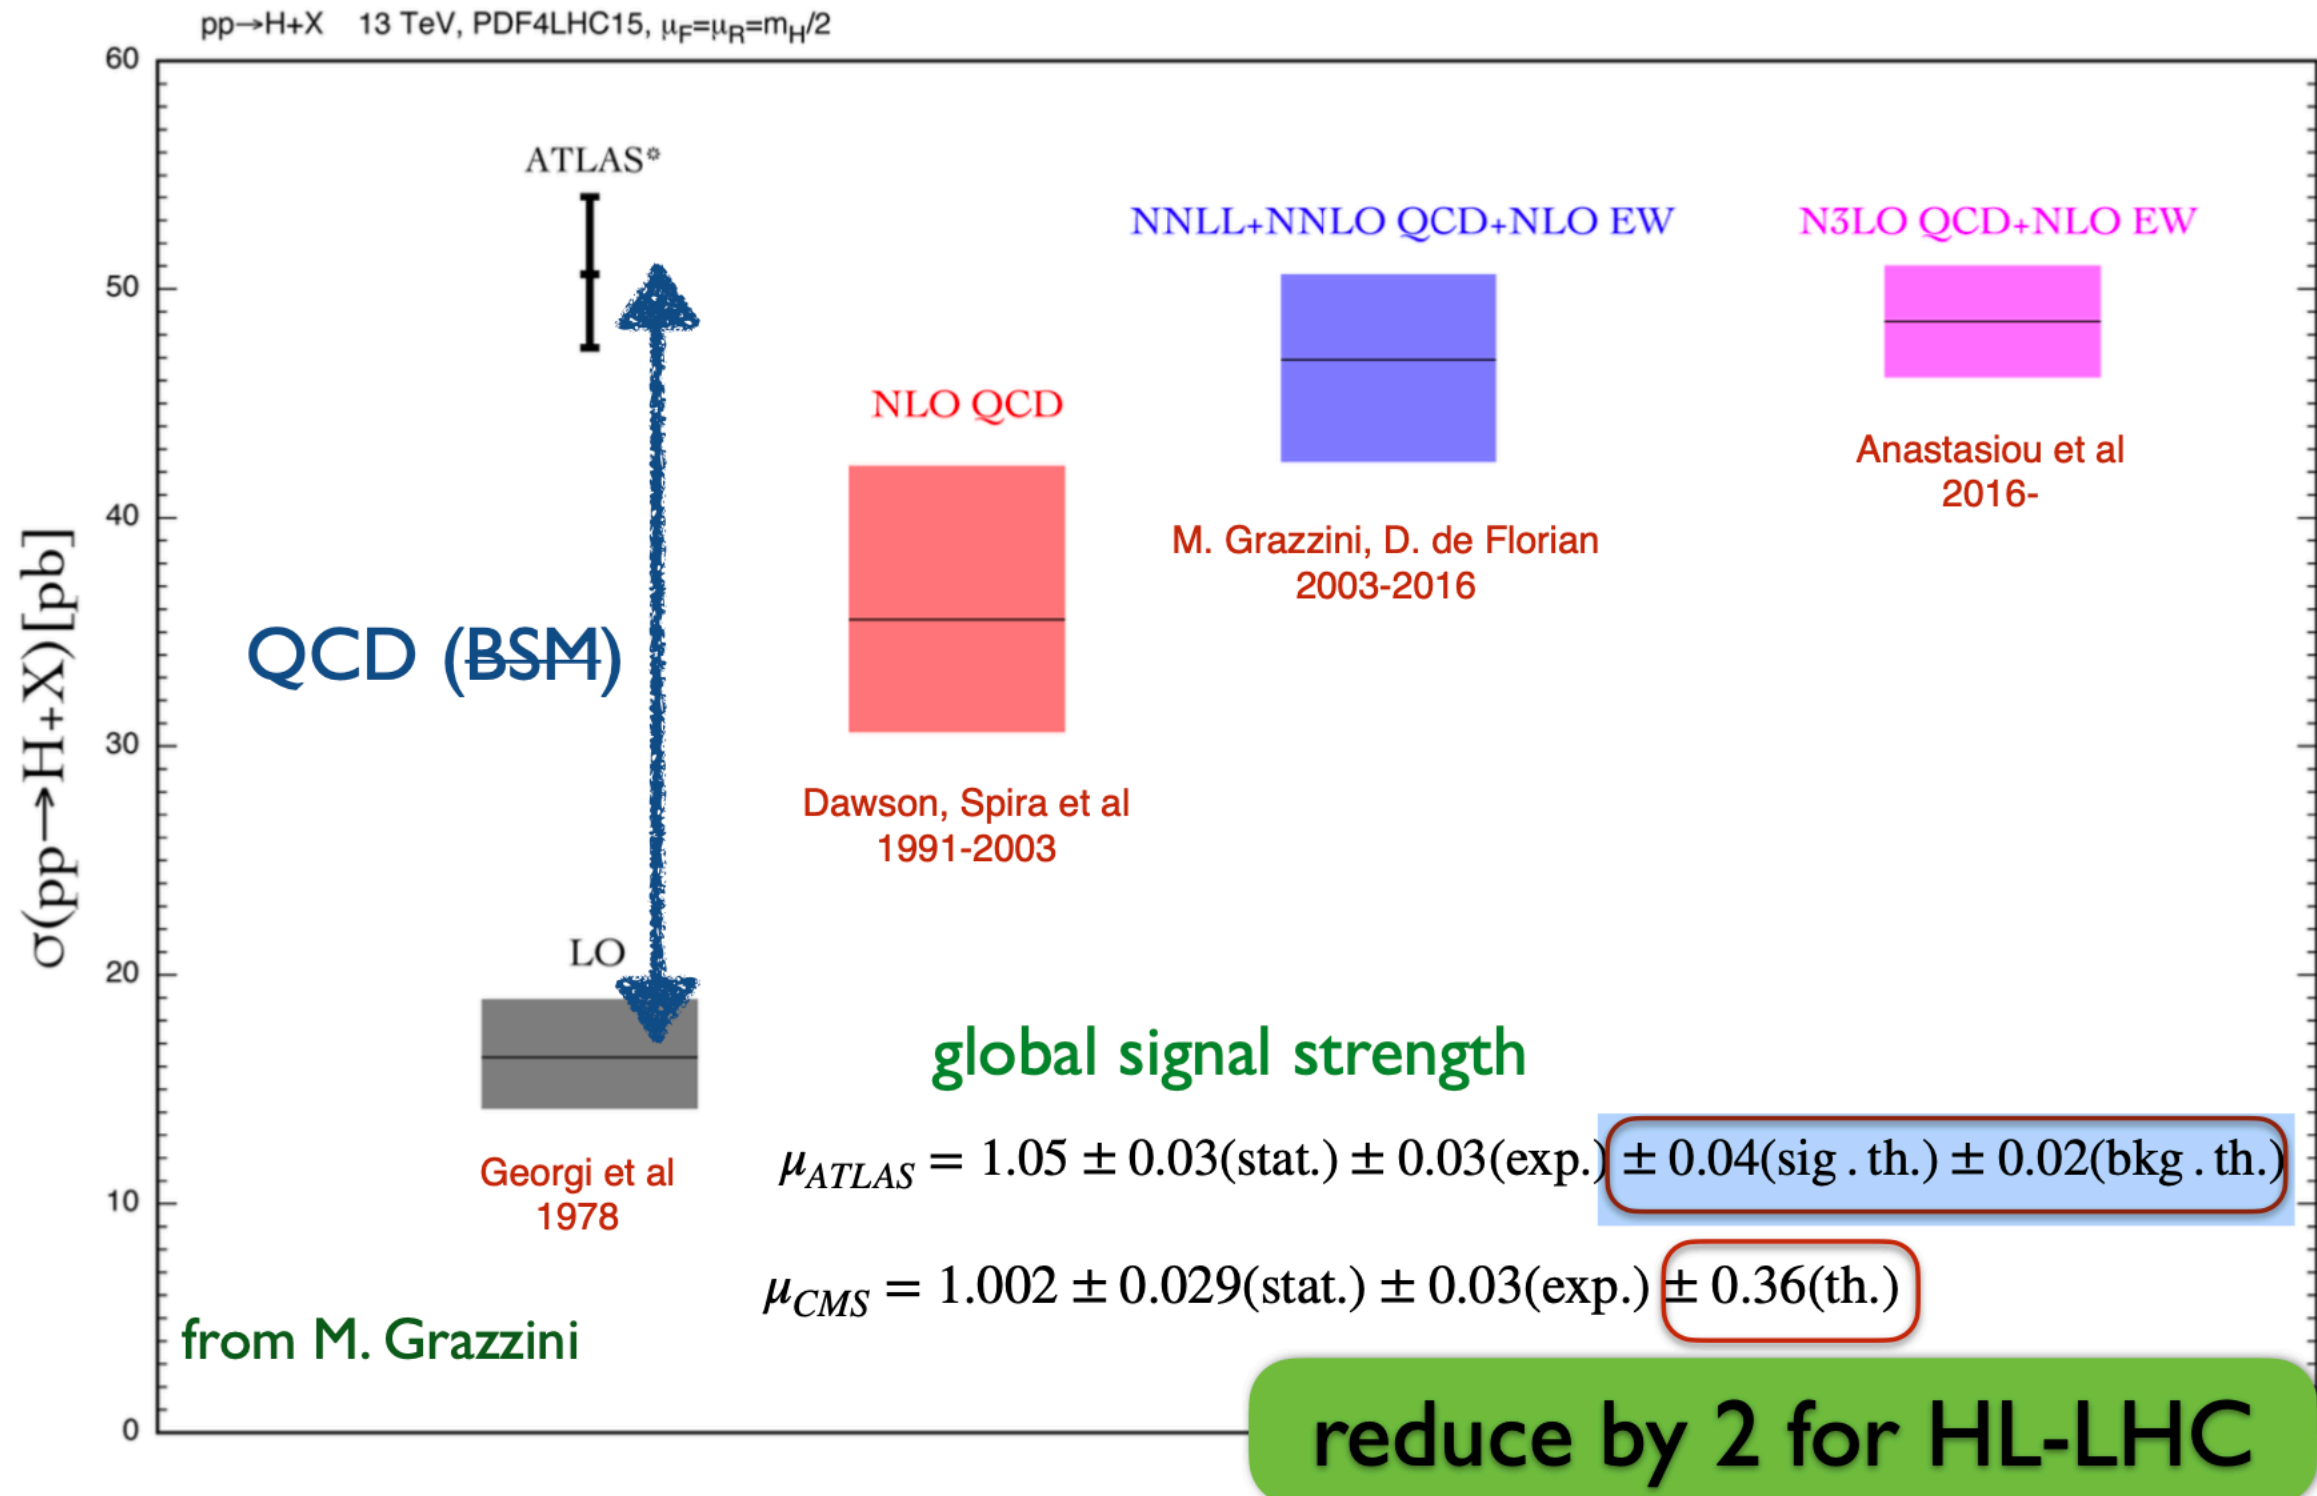 pp→H+X 13 TeV, PDF4LHC15, μF=μR=mH/2
60
50
40
30
20
10
0
σ(pp→H+X)[pb]
ATLAS*
NNLL+NNLO QCD+NLO EW
N3LO QCD+NLO EW
NLO QCD
Anastasiou et al
2016-
M. Grazzini, D. de Florian
2003-2016
QCD (BSM)
Dawson, Spira et al
1991-2003
LO
global signal strength
Georgi et al
1978
μATLAS = 1.05 ± 0.03(stat.) ± 0.03(exp.) ± 0.04(sig . th.) ± 0.02(bkg . th.)
μCMS = 1.002 ± 0.029(stat.) ± 0.03(exp.) ± 0.36(th.)
from M. Grazzini
reduce by 2 for HL-LHC